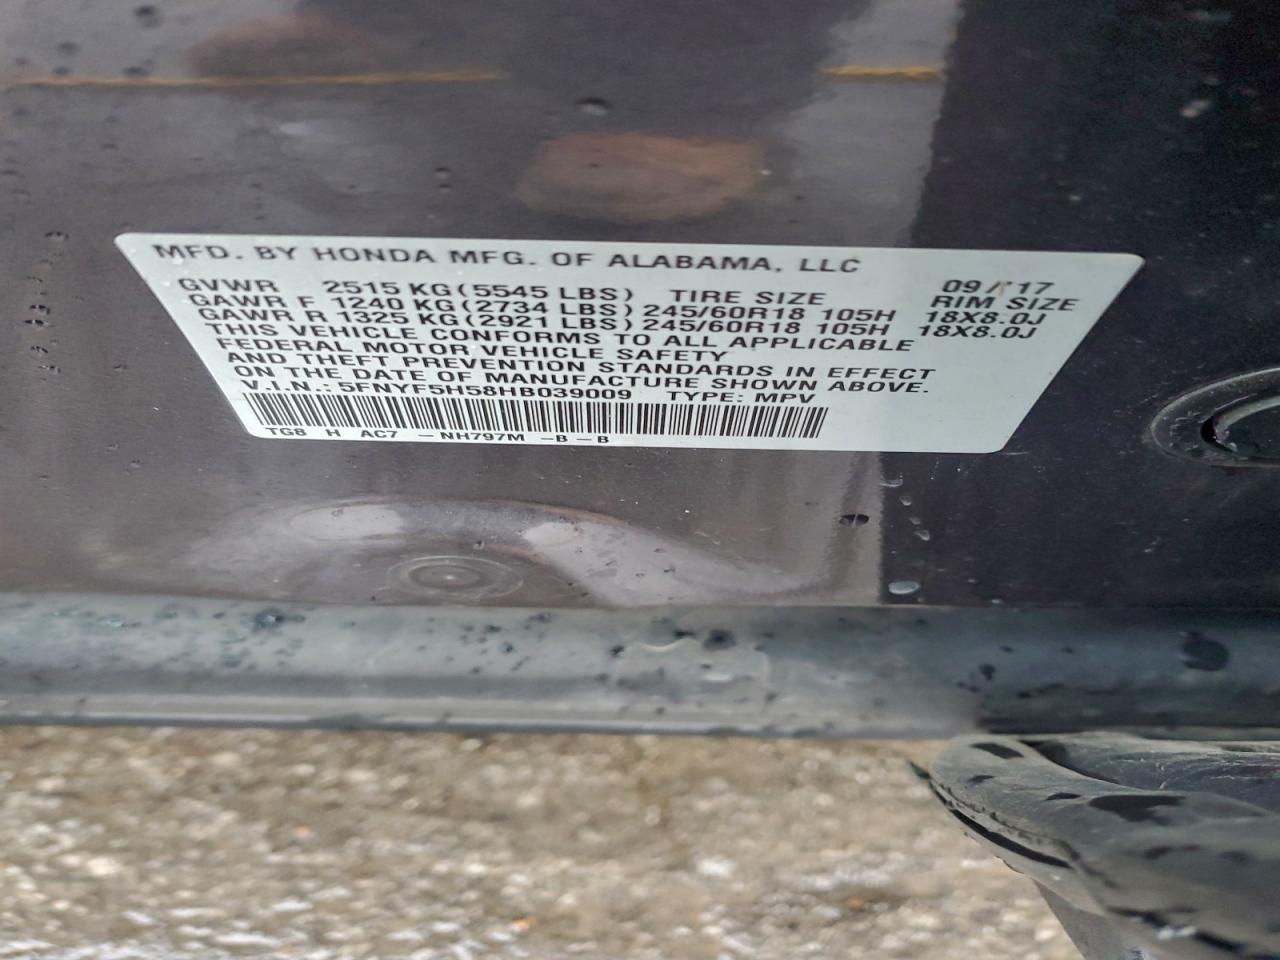 MFD. BY HONDA MFG. OF ALABAMA, LLC
09/17
GVWR 2515 KG (5545 LBS) TIRE SIZE RIM SIZE
GAWR F 1240 KG (2734 LBS) 245/60R18 105H 18X8.0J
GAWR R 1325 KG (2921 LBS) 245/60R18 105H 18X8.0J
THIS VEHICLE CONFORMS TO ALL APPLICABLE
FEDERAL MOTOR VEHICLE SAFETY
AND THEFT PREVENTION STANDARDS IN EFFECT
ON THE DATE OF MANUFACTURE SHOWN ABOVE.
V.I.N.: 5FNYF5H58HB039009 TYPE: MPV
TG8 H AC7 -NH797M -B-B